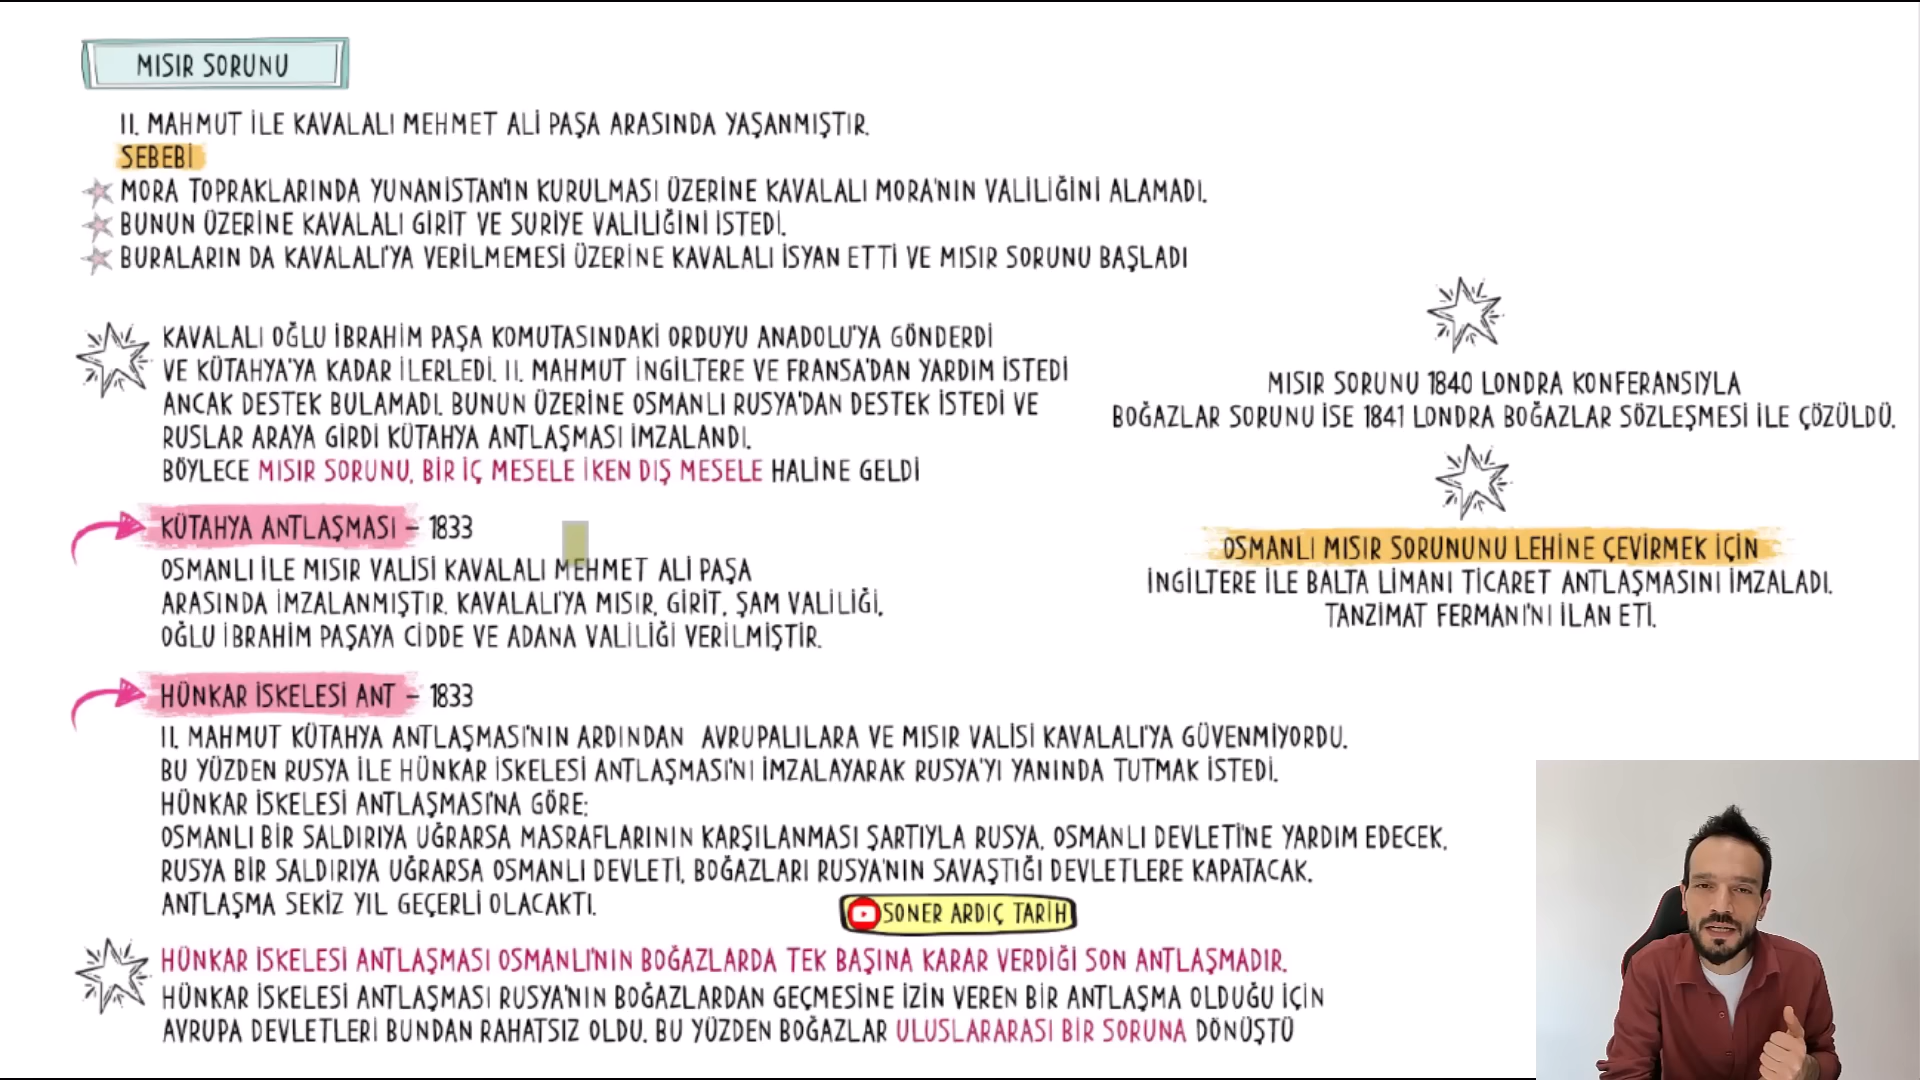 MISIR SORUNU
II. MAHMUT İLE KAVALALI MEHMET ALİ PAŞA ARASINDA YAŞANMIŞTIR.
SEBEBİ
MORA TOPRAKLARINDA YUNANİSTAN'IN KURULMASI ÜZERİNE KAVALALI MORA'NIN VALİLİĞİNİ ALAMADI.
BUNUN ÜZERİNE KAVALALI GİRİT VE SURİYE VALİLİĞİNİ İSTEDİ.
BURALARIN DA KAVALALI'YA VERİLMEMESİ ÜZERİNE KAVALALI İSYAN ETTİ VE MISIR SORUNU BAŞLADI
KAVALALI OĞLU İBRAHİM PAŞA KOMUTASINDAKİ ORDUYU ANADOLU'YA GÖNDERDİ
VE KÜTAHYA'YA KADAR İLERLEDİ. II. MAHMUT İNGİLTERE VE FRANSA'DAN YARDIM İSTEDİ
ANCAK DESTEK BULAMADI. BUNUN ÜZERİNE OSMANLI RUSYA'DAN DESTEK İSTEDİ VE
RUSLAR ARAYA GİRDİ KÜTAHYA ANTLAŞMASI İMZALANDI.
BÖYLECE MISIR SORUNU, BİR İÇ MESELE İKEN DIŞ MESELE HALİNE GELDİ
KÜTAHYA ANTLAŞMASI – 1833
OSMANLI İLE MISIR VALİSİ KAVALALI MEHMET ALİ PAŞA
ARASINDA İMZALANMIŞTIR. KAVALALI'YA MISIR, GİRİT, ŞAM VALİLİĞİ,
OĞLU İBRAHİM PAŞAYA CİDDE VE ADANA VALİLİĞİ VERİLMİŞTİR.
HÜNKAR İSKELESİ ANT – 1833
II. MAHMUT KÜTAHYA ANTLAŞMASI'NIN ARDINDAN AVRUPALILARA VE MISIR VALİSİ KAVALALI'YA GÜVENMİYORDU.
BU YÜZDEN RUSYA İLE HÜNKAR İSKELESİ ANTLAŞMASI'NI İMZALAYARAK RUSYA'YI YANINDA TUTMAK İSTEDİ.
HÜNKAR İSKELESİ ANTLAŞMASI'NA GÖRE;
OSMANLI BİR SALDIRIYA UĞRARSA MASRAFLARININ KARŞILANMASI ŞARTIYLA RUSYA, OSMANLI DEVLETİ'NE YARDIM EDECEK,
RUSYA BİR SALDIRIYA UĞRARSA OSMANLI DEVLETİ, BOĞAZLARI RUSYA'NIN SAVAŞTIĞI DEVLETLERE KAPATACAK.
ANTLAŞMA SEKİZ YIL GEÇERLİ OLACAKTI.
SONER ARDIÇ TARİH
HÜNKAR İSKELESİ ANTLAŞMASI OSMANLI'NIN BOĞAZLARDA TEK BAŞINA KARAR VERDİĞİ SON ANTLAŞMADIR.
HÜNKAR İSKELESİ ANTLAŞMASI RUSYA'NIN BOĞAZLARDAN GEÇMESİNE İZİN VEREN BİR ANTLAŞMA OLDUĞU İÇİN
AVRUPA DEVLETLERİ BUNDAN RAHATSIZ OLDU. BU YÜZDEN BOĞAZLAR ULUSLARARASI BİR SORUNA DÖNÜŞTÜ
MISIR SORUNU 1840 LONDRA KONFERANSIYLA
BOĞAZLAR SORUNU İSE 1841 LONDRA BOĞAZLAR SÖZLEŞMESİ İLE ÇÖZÜLDÜ.
OSMANLI MISIR SORUNUNU LEHİNE ÇEVİRMEK İÇİN
İNGİLTERE İLE BALTA LİMANI TİCARET ANTLAŞMASINI İMZALADI.
TANZİMAT FERMANI'NI İLAN ETİ.